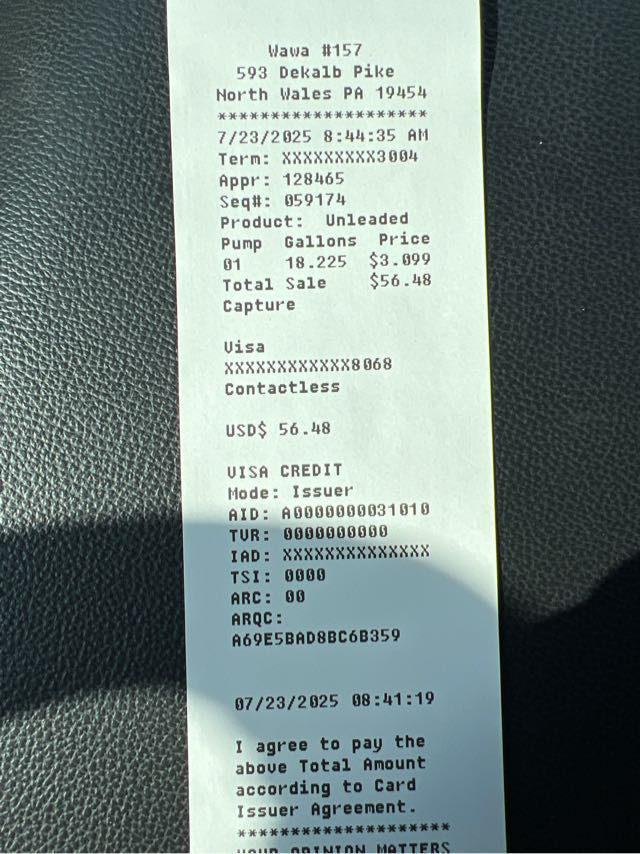 Wawa #157
593 Dekalb Pike
North Wales PA 19454
********************
7/23/2025 8:44:35 AM
Term: XXXXXXXXX3004
Appr: 128465
Seq#: 059174
Product: Unleaded
Pump Gallons Price
01 18.225 $3.099
Total Sale $56.48
Capture
Visa
XXXXXXXXXXXX8068
Contactless
USD$ 56.48
VISA CREDIT
Mode: Issuer
AID: A0000000031010
TVR: 0000000000
IAD: XXXXXXXXXXXXXX
TSI: 0000
ARC: 00
ARQC:
A69E5BAD8BC6B359
07/23/2025 08:41:19
I agree to pay the
above Total Amount
according to Card
Issuer Agreement.
********************
YOUR OPINION MATTERS